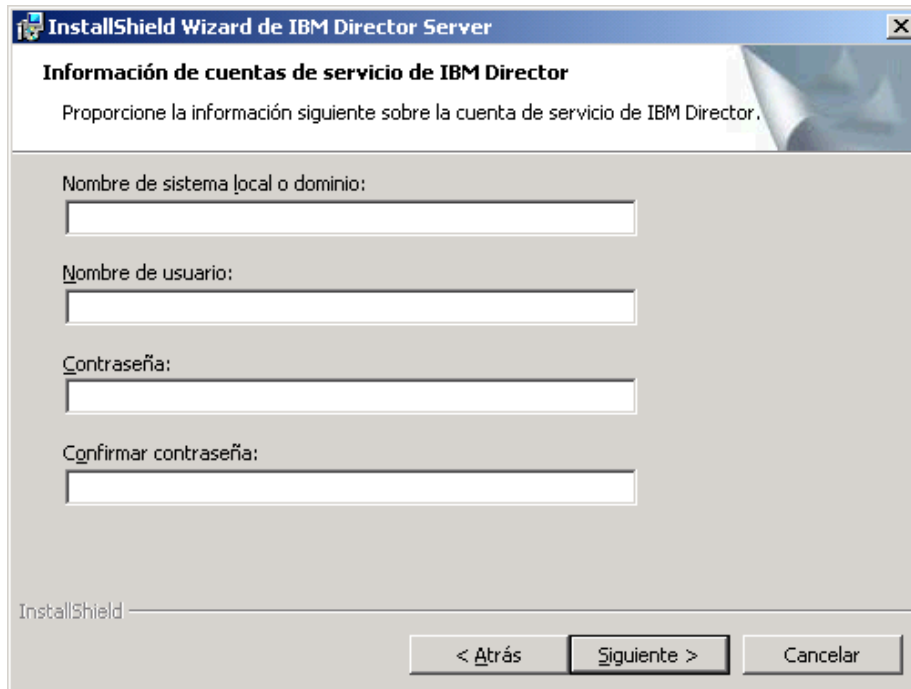 InstallShield Wizard de IBM Director Server
Información de cuentas de servicio de IBM Director
Proporcione la información siguiente sobre la cuenta de servicio de IBM Director.
Nombre de sistema local o dominio:
Nombre de usuario:
Contraseña:
Confirmar contraseña:
InstallShield
< Atrás
Siguiente >
Cancelar